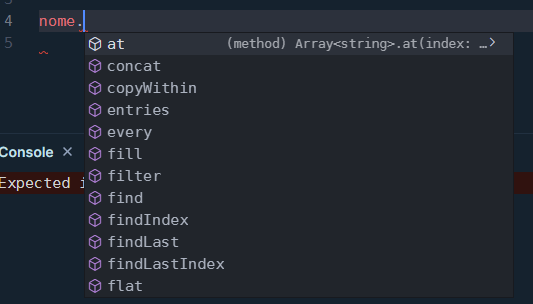 4 nome.
5
at (method) Array<string>.at(index: …
concat
copyWithin
entries
every
fill
filter
find
findIndex
findLast
findLastIndex
flat
Console
Expected i